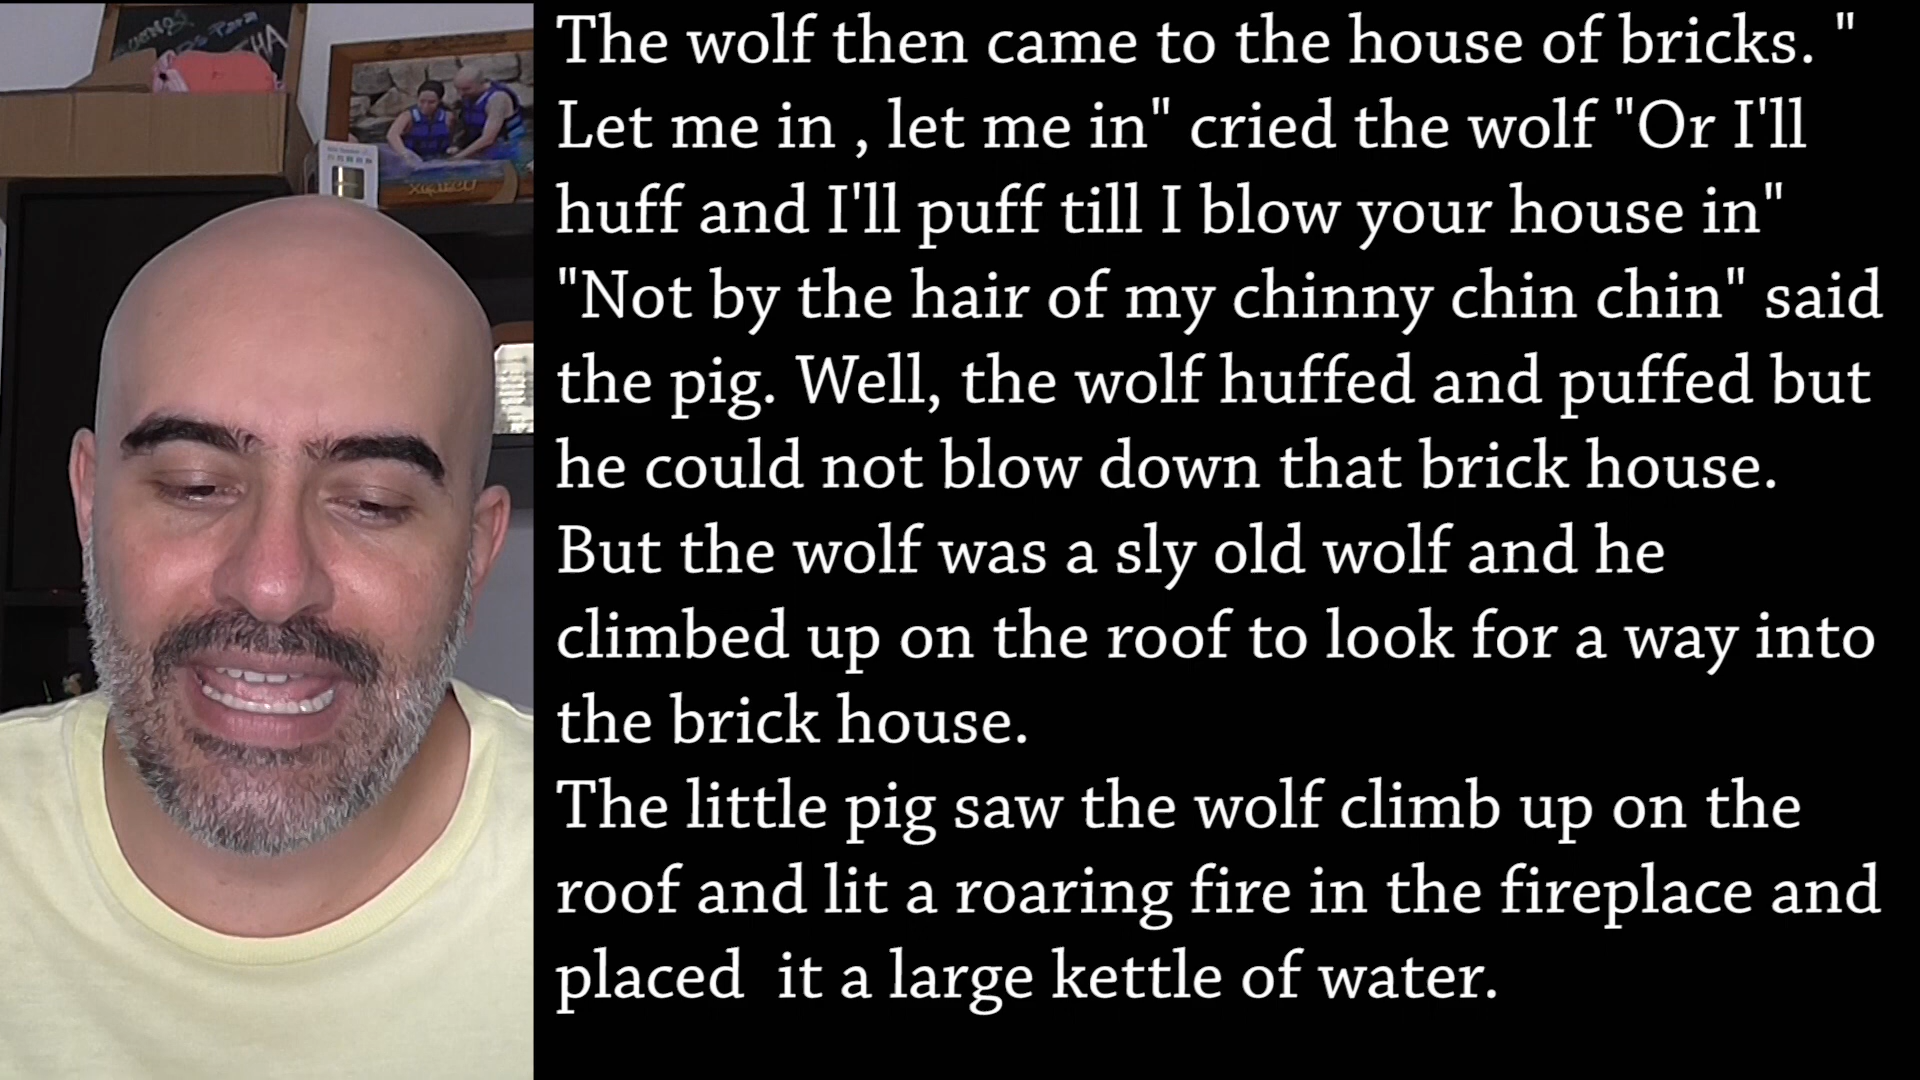 The wolf then came to the house of bricks. "
Let me in , let me in" cried the wolf "Or I'll
huff and I'll puff till I blow your house in"
"Not by the hair of my chinny chin chin" said
the pig. Well, the wolf huffed and puffed but
he could not blow down that brick house.
But the wolf was a sly old wolf and he
climbed up on the roof to look for a way into
the brick house.
The little pig saw the wolf climb up on the
roof and lit a roaring fire in the fireplace and
placed  it a large kettle of water.